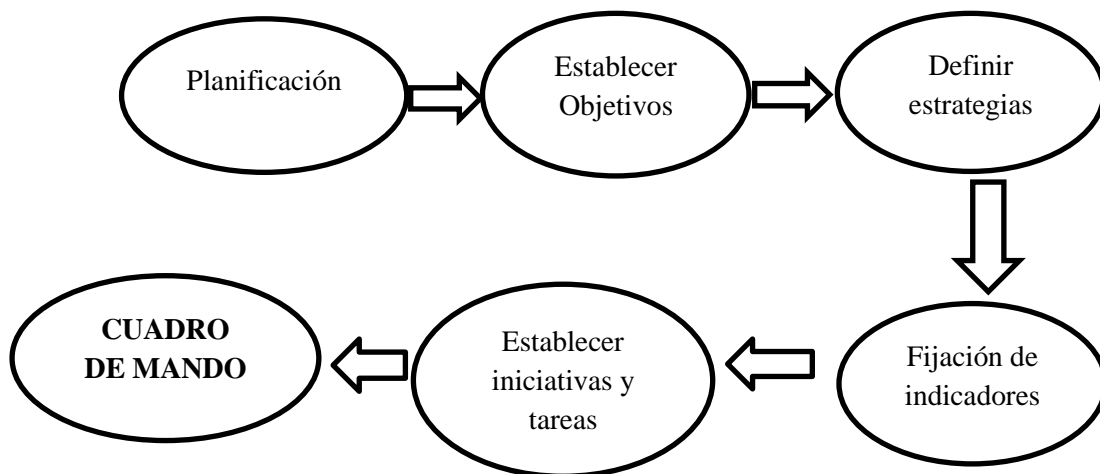 Planificación
Establecer
Objetivos
Definir
estrategias
Fijación de
indicadores
Establecer
iniciativas y
tareas
CUADRO
DE MANDO